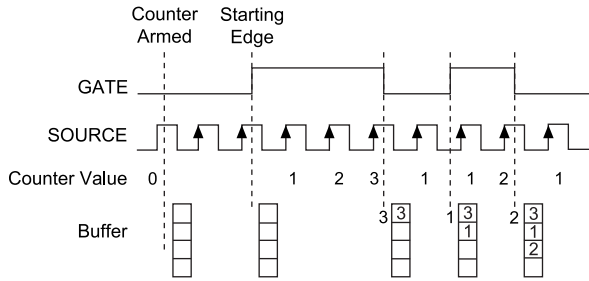 Counter Armed
Starting Edge
GATE
SOURCE
Counter Value 0 1 2 3 1 1 2 1
Buffer
3 3
1 3 1
2 3 1 2